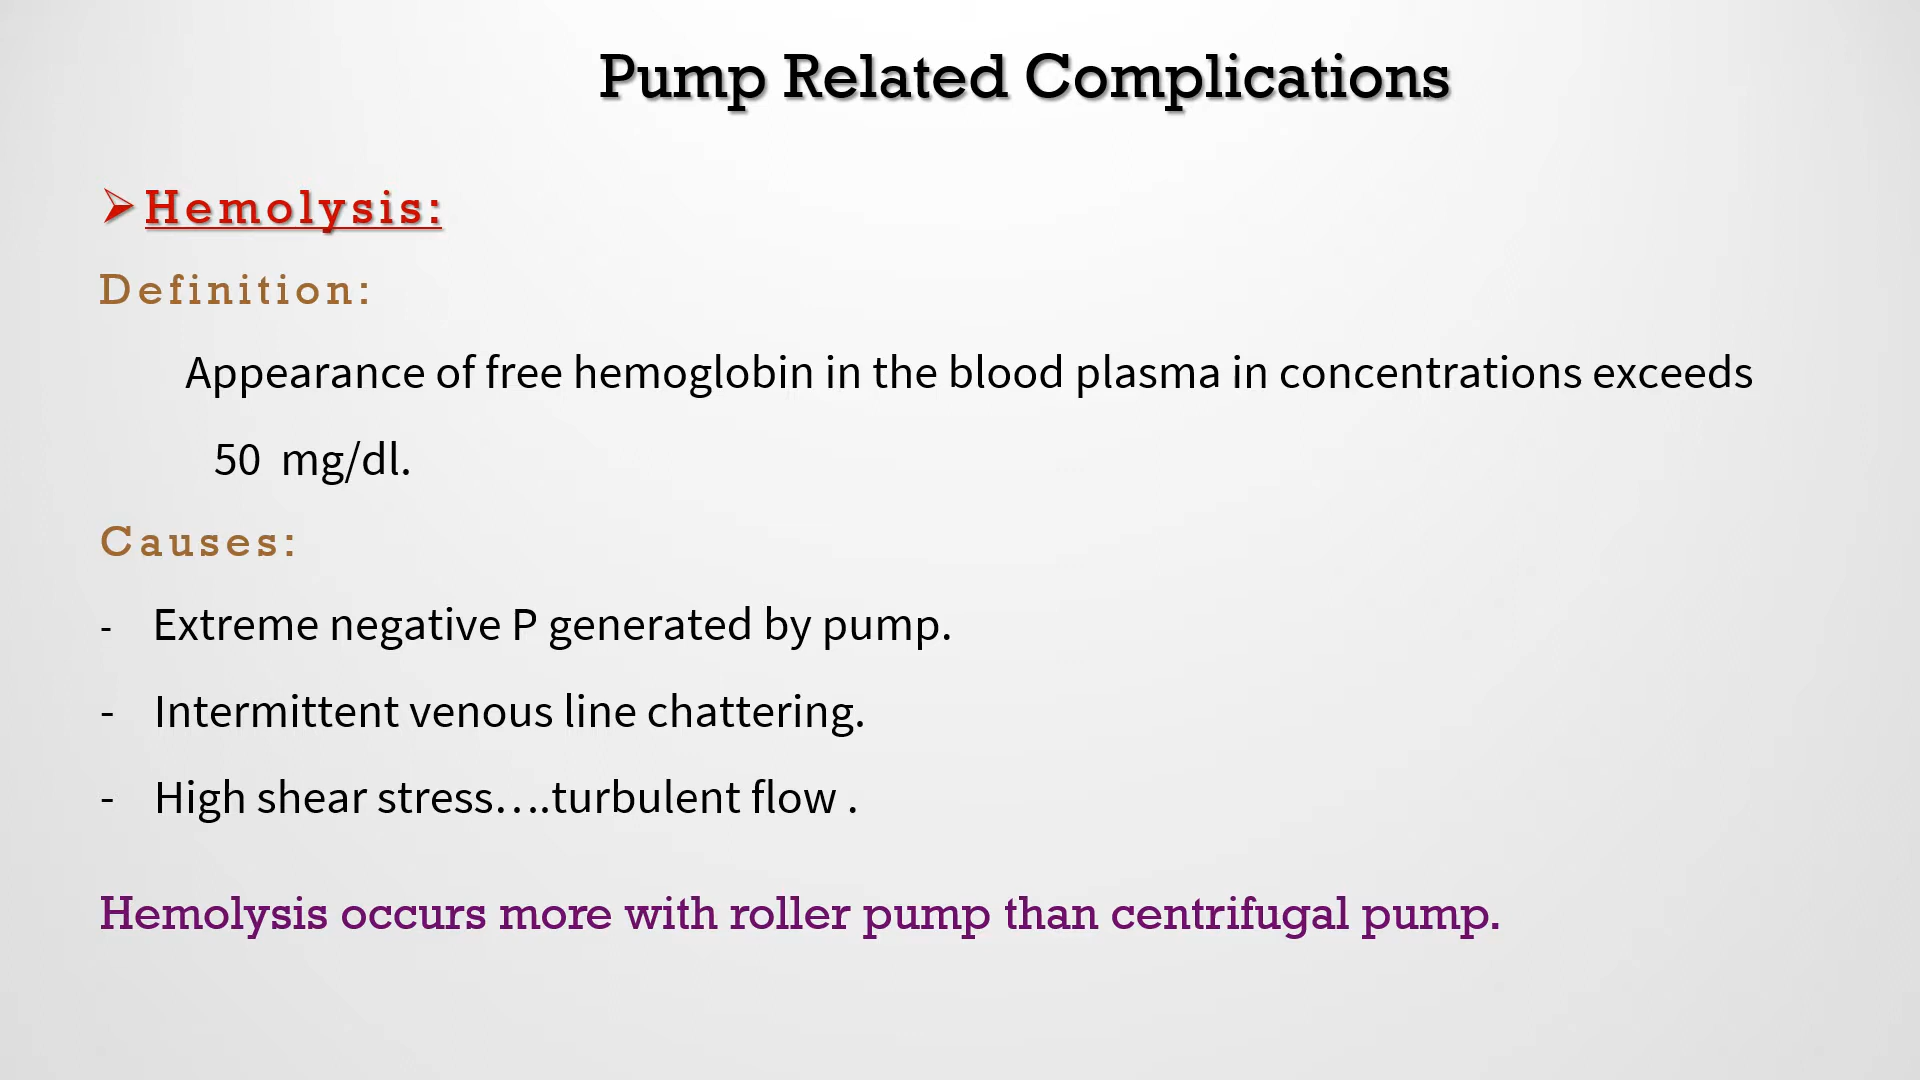 Pump Related Complications
➢ Hemolysis:
Definition:
Appearance of free hemoglobin in the blood plasma in concentrations exceeds
50 mg/dl.
Causes:
- Extreme negative P generated by pump.
- Intermittent venous line chattering.
- High shear stress….turbulent flow .
Hemolysis occurs more with roller pump than centrifugal pump.